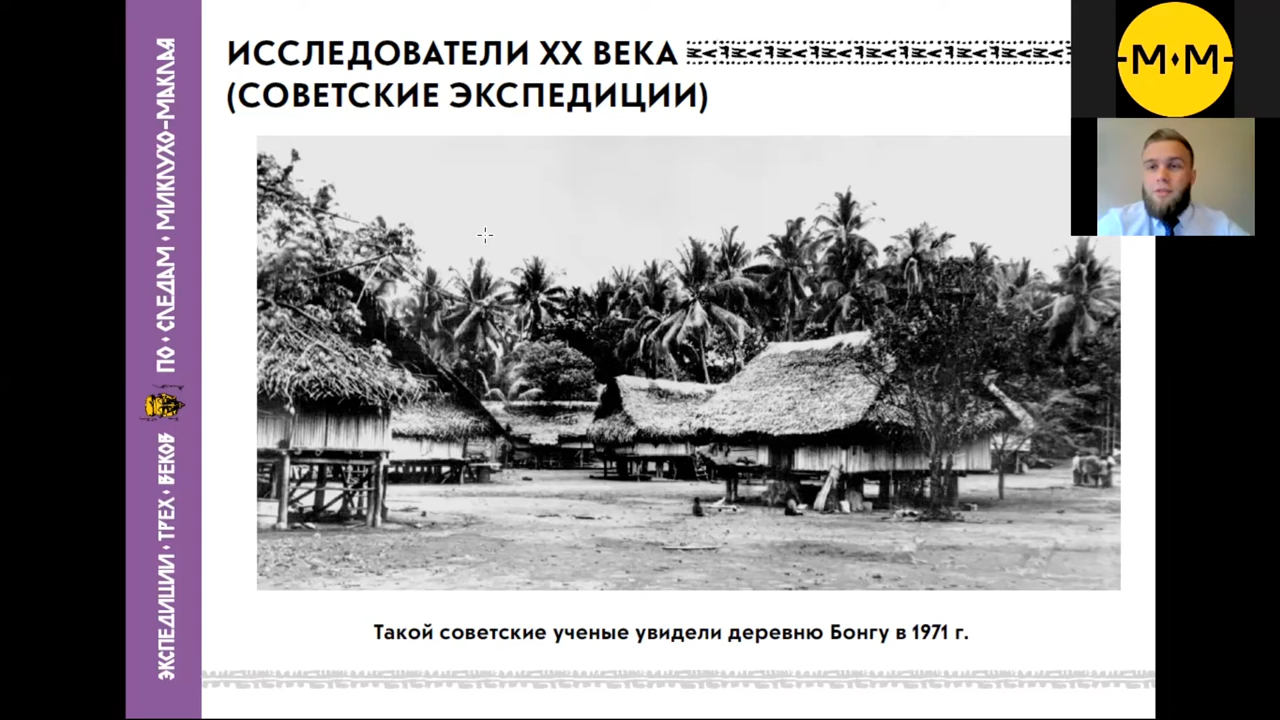 ИССЛЕДОВАТЕЛИ XX ВЕКА
(СОВЕТСКИЕ ЭКСПЕДИЦИИ)
М·М
ЭКСПЕДИЦИИ·ТРЕХ·ВЕКОВ
ПО·СЛЕДАМ·МИКЛУХО-МАКЛАЯ
Такой советские ученые увидели деревню Бонгу в 1971 г.